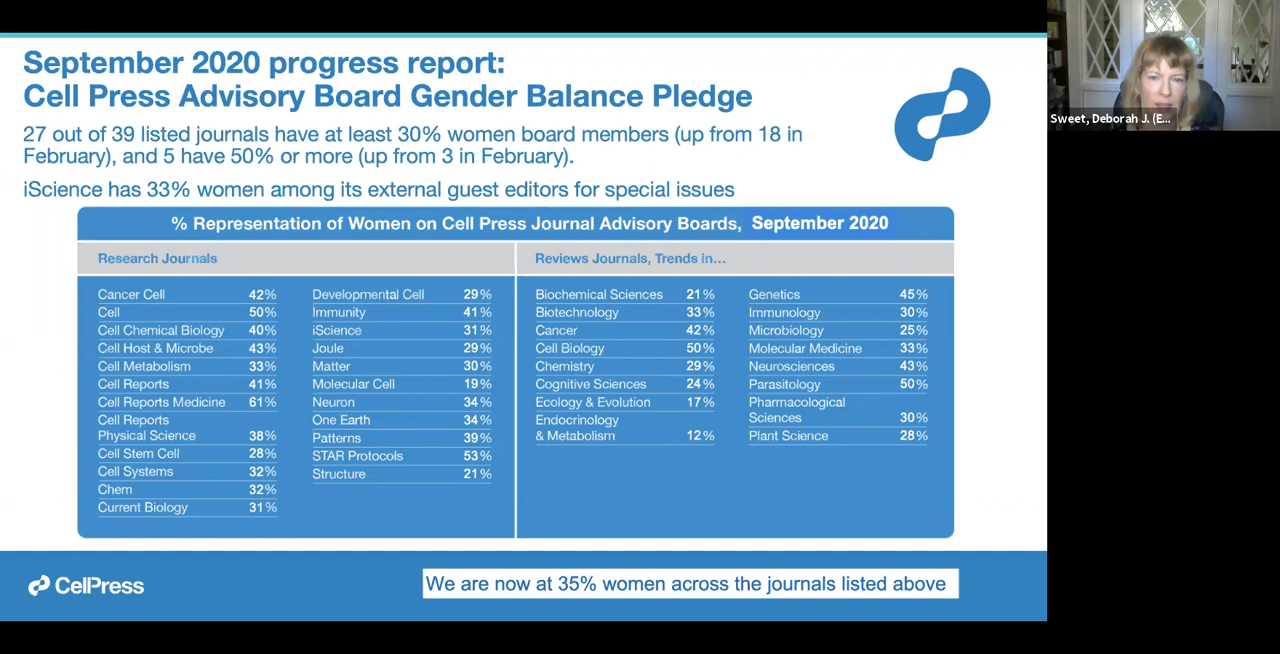 September 2020 progress report:
Cell Press Advisory Board Gender Balance Pledge
27 out of 39 listed journals have at least 30% women board members (up from 18 in
February), and 5 have 50% or more (up from 3 in February).
iScience has 33% women among its external guest editors for special issues
% Representation of Women on Cell Press Journal Advisory Boards, September 2020
Research Journals
Cancer Cell 42%
Cell 50%
Cell Chemical Biology 40%
Cell Host & Microbe 43%
Cell Metabolism 33%
Cell Reports 41%
Cell Reports Medicine 61%
Cell Reports
Physical Science 38%
Cell Stem Cell 28%
Cell Systems 32%
Chem 32%
Current Biology 31%
Developmental Cell 29%
Immunity 41%
iScience 31%
Joule 29%
Matter 30%
Molecular Cell 19%
Neuron 34%
One Earth 34%
Patterns 39%
STAR Protocols 53%
Structure 21%
Reviews Journals, Trends in...
Biochemical Sciences 21%
Biotechnology 33%
Cancer 42%
Cell Biology 50%
Chemistry 29%
Cognitive Sciences 24%
Ecology & Evolution 17%
Endocrinology
& Metabolism 12%
Genetics 45%
Immunology 30%
Microbiology 25%
Molecular Medicine 33%
Neurosciences 43%
Parasitology 50%
Pharmacological
Sciences 30%
Plant Science 28%
CellPress
We are now at 35% women across the journals listed above
Sweet, Deborah J. (E...